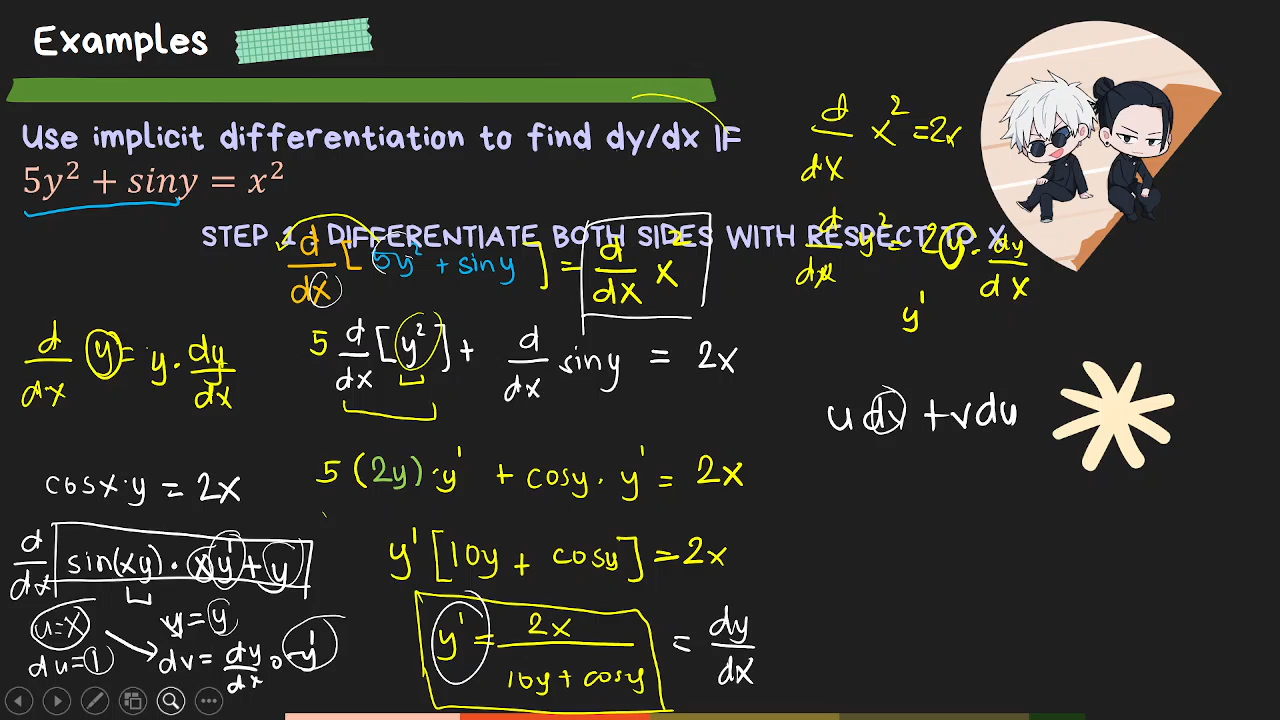 Examples
Use implicit differentiation to find dy/dx IF
5y² + siny = x²
d/dx x² = 2x
STEP 1: DIFFERENTIATE BOTH SIDES WITH RESPECT TO X
d/dx [5y² + siny] = d/dx x²
d/dx y² = 2y · dy/dx
y'
d/dx y = y · dy/dx
5 d/dx [y²] + d/dx siny = 2x
u dv + v du
5 (2y) · y' + cosy · y' = 2x
cosx · y = 2x
y' [10y + cosy] = 2x
d/dx sin(xy) · xy' + y
u = x
v = y
du = 1
dv = dy/dx
y'
y' = 2x/(10y + cosy) = dy/dx